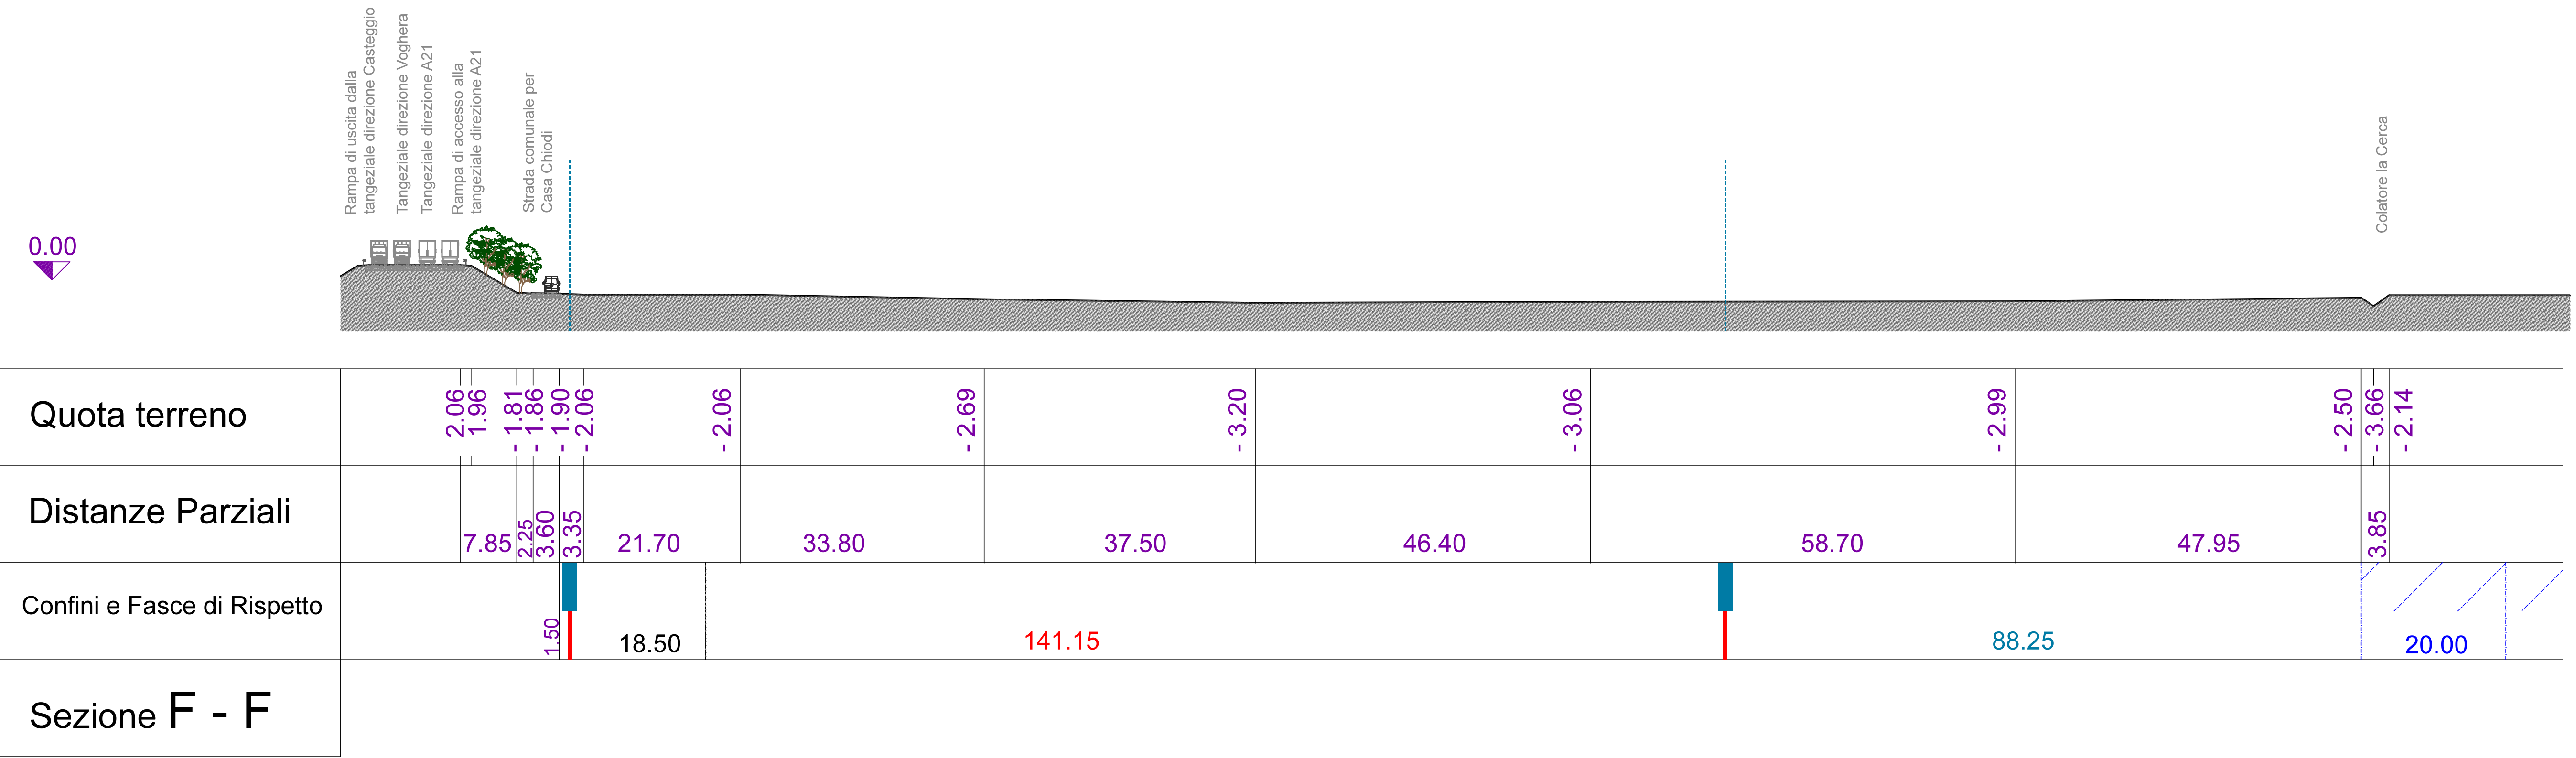 Rampa di uscita dalla
tangeziale direzione Casteggio
Tangeziale direzione Voghera
Tangeziale direzione A21
Rampa di accesso alla
tangeziale direzione A21
Strada comunale per
Casa Chiodi
Colatore la Cerca
0.00
Quota terreno
2.06
1.96
- 1.81
- 1.86
- 1.90
- 2.06
- 2.06
- 2.69
- 3.20
- 3.06
- 2.99
- 2.50
- 3.66
- 2.14
Distanze Parziali
7.85
2.25
3.60
3.35
21.70
33.80
37.50
46.40
58.70
47.95
3.85
Confini e Fasce di Rispetto
1.50
18.50
141.15
88.25
20.00
Sezione F - F